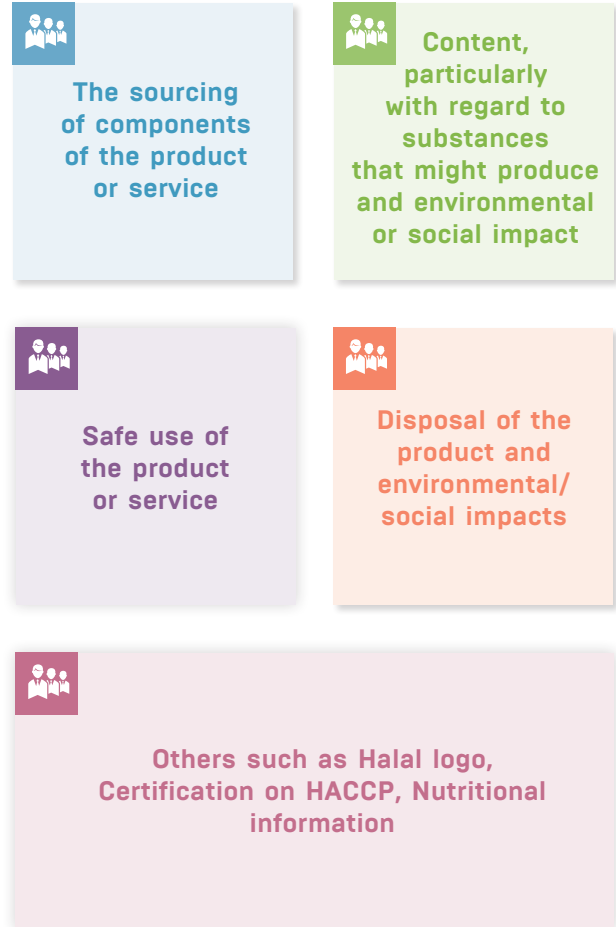 The sourcing
of components
of the product
or service
Content,
particularly
with regard to
substances
that might produce
and environmental
or social impact
Safe use of
the product
or service
Disposal of the
product and
environmental/
social impacts
Others such as Halal logo,
Certification on HACCP, Nutritional
information